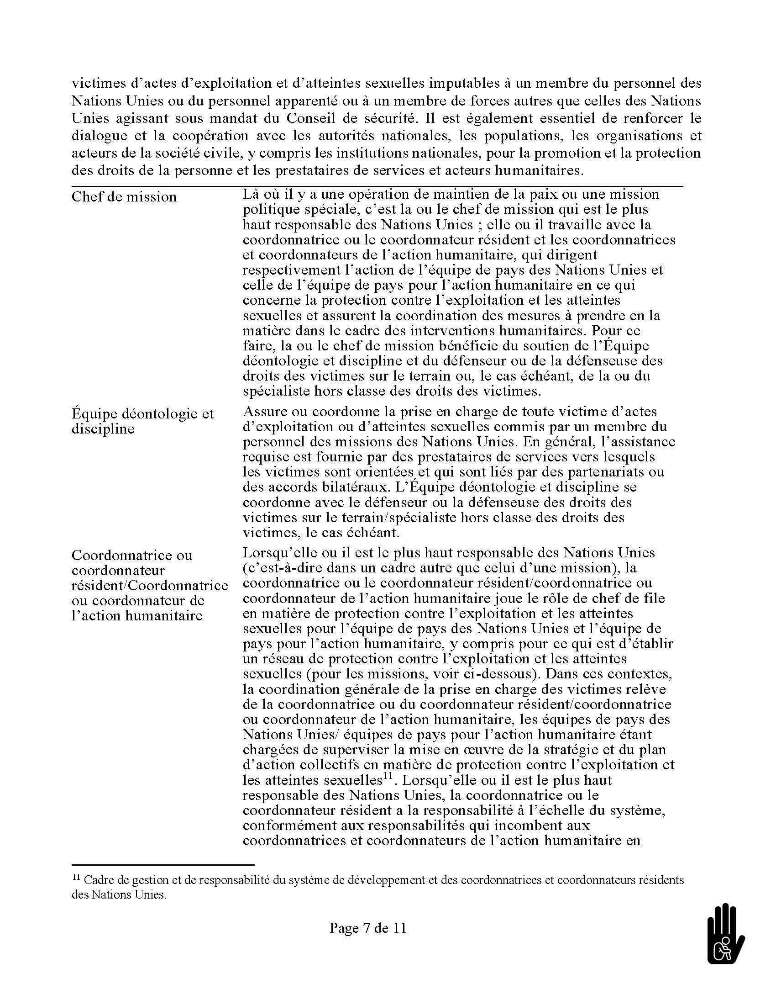 victimes d’actes d’exploitation et d’atteintes sexuelles imputables à un membre du personnel des
Nations Unies ou du personnel apparenté ou à un membre de forces autres que celles des Nations
Unies agissant sous mandat du Conseil de sécurité. Il est également essentiel de renforcer le
dialogue et la coopération avec les autorités nationales, les populations, les organisations et
acteurs de la société civile, y compris les institutions nationales, pour la promotion et la protection
des droits de la personne et les prestataires de services et acteurs humanitaires.
Chef de mission
Là où il y a une opération de maintien de la paix ou une mission
politique spéciale, c’est la ou le chef de mission qui est le plus
haut responsable des Nations Unies ; elle ou il travaille avec la
coordonnatrice ou le coordonnateur résident et les coordonnatrices
et coordonnateurs de l’action humanitaire, qui dirigent
respectivement l’action de l’équipe de pays des Nations Unies et
celle de l’équipe de pays pour l’action humanitaire en ce qui
concerne la protection contre l’exploitation et les atteintes
sexuelles et assurent la coordination des mesures à prendre en la
matière dans le cadre des interventions humanitaires. Pour ce
faire, la ou le chef de mission bénéficie du soutien de l’Équipe
déontologie et discipline et du défenseur ou de la défenseuse des
droits des victimes sur le terrain ou, le cas échéant, de la ou du
spécialiste hors classe des droits des victimes.
Équipe déontologie et
discipline
Assure ou coordonne la prise en charge de toute victime d’actes
d’exploitation ou d’atteintes sexuelles commis par un membre du
personnel des missions des Nations Unies. En général, l’assistance
requise est fournie par des prestataires de services vers lesquels
les victimes sont orientées et qui sont liés par des partenariats ou
des accords bilatéraux. L’Équipe déontologie et discipline se
coordonne avec le défenseur ou la défenseuse des droits des
victimes sur le terrain/spécialiste hors classe des droits des
victimes, le cas échéant.
Coordonnatrice ou
coordonnateur
résident/Coordonnatrice
ou coordonnateur de
l’action humanitaire
Lorsqu’elle ou il est le plus haut responsable des Nations Unies
(c’est-à-dire dans un cadre autre que celui d’une mission), la
coordonnatrice ou le coordonnateur résident/coordonnatrice ou
coordonnateur de l’action humanitaire joue le rôle de chef de file
en matière de protection contre l’exploitation et les atteintes
sexuelles pour l’équipe de pays des Nations Unies et l’équipe de
pays pour l’action humanitaire, y compris pour ce qui est d’établir
un réseau de protection contre l’exploitation et les atteintes
sexuelles (pour les missions, voir ci-dessous). Dans ces contextes,
la coordination générale de la prise en charge des victimes relève
de la coordonnatrice ou du coordonnateur résident/coordonnatrice
ou coordonnateur de l’action humanitaire, les équipes de pays des
Nations Unies/ équipes de pays pour l’action humanitaire étant
chargées de superviser la mise en œuvre de la stratégie et du plan
d’action collectifs en matière de protection contre l’exploitation et
les atteintes sexuelles11. Lorsqu’elle ou il est le plus haut
responsable des Nations Unies, la coordonnatrice ou le
coordonnateur résident a la responsabilité à l’échelle du système,
conformément aux responsabilités qui incombent aux
coordonnatrices et coordonnateurs de l’action humanitaire en
11 Cadre de gestion et de responsabilité du système de développement et des coordonnatrices et coordonnateurs résidents
des Nations Unies.
Page 7 de 11